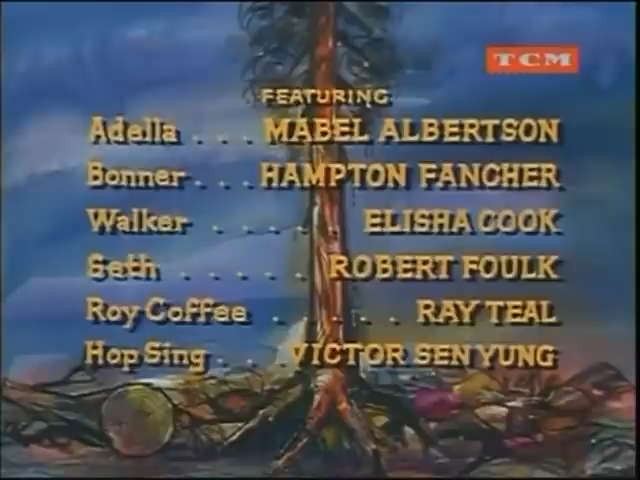 TCM
FEATURING
Adella . . . MABEL ALBERTSON
Bonner . . . HAMPTON FANCHER
Walker . . . . . ELISHA COOK
Seth . . . . . ROBERT FOULK
Roy Coffee . . . . . RAY TEAL
Hop Sing . . . VICTOR SEN YUNG